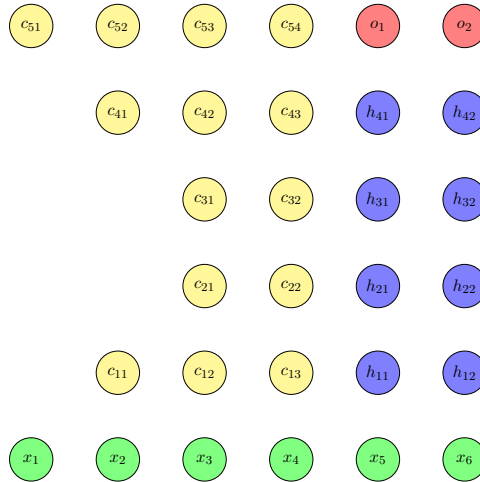 c₅₁ c₅₂ c₅₃ c₅₄ o₁ o₂
c₄₁ c₄₂ c₄₃ h₄₁ h₄₂
c₃₁ c₃₂ h₃₁ h₃₂
c₂₁ c₂₂ h₂₁ h₂₂
c₁₁ c₁₂ c₁₃ h₁₁ h₁₂
x₁ x₂ x₃ x₄ x₅ x₆